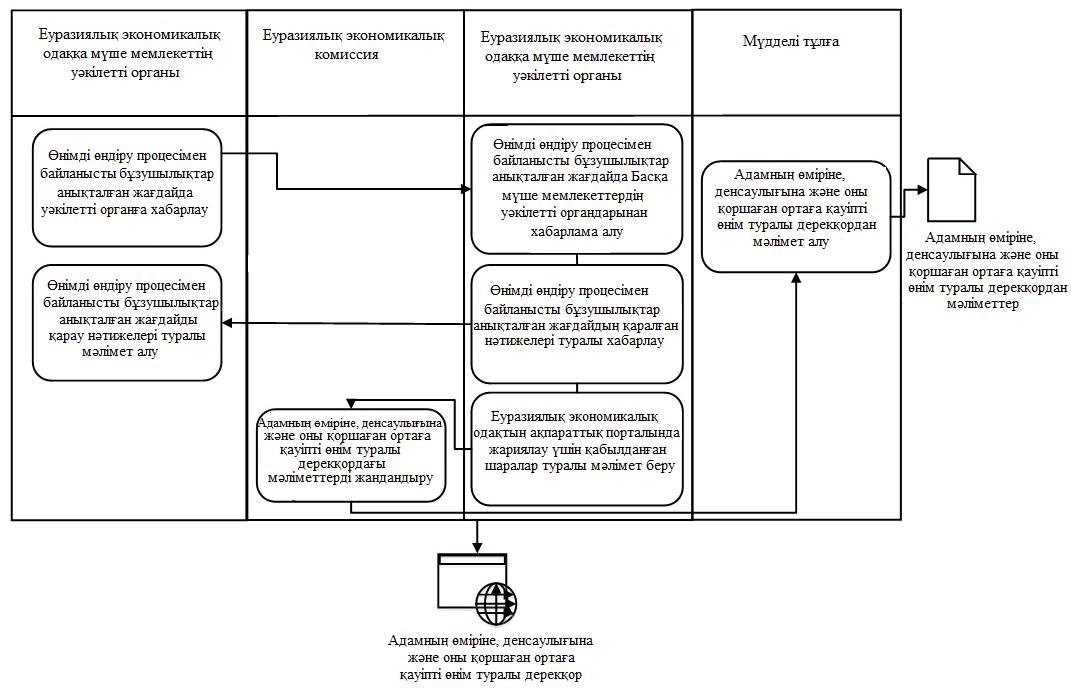 Еуразиялық экономикалық
одаққа мүше мемлекеттің
уәкілетті органы
Еуразиялық экономикалық
комиссия
Еуразиялық экономикалық
одаққа мүше мемлекеттің
уәкілетті органы
Мүдделі тұлға
Өнімді өндіру процесімен
байланысты бұзушылықтар
анықталған жағдайда
уәкілетті органға хабарлау
Өнімді өндіру процесімен
байланысты бұзушылықтар
анықталған жағдайда Басқа
мүше мемлекеттердің
уәкілетті органдарынан
хабарлама алу
Адамның өміріне,
денсаулығына және оны
қоршаған ортаға қауіпті
өнім туралы дерекқордан
мәлімет алу
Адамның өміріне,
денсаулығына және оны
қоршаған ортаға қауіпті
өнім туралы дерекқордан
мәліметтер
Өнімді өндіру процесімен
байланысты бұзушылықтар
анықталған жағдайды
қарау нәтижелері туралы
мәлімет алу
Өнімді өндіру процесімен
байланысты бұзушылықтар
анықталған жағдайдың қаралған
нәтижелері туралы хабарлау
Адамның өміріне, денсаулығына
және оны қоршаған ортаға
қауіпті өнім туралы
дерекқордағы
мәліметтерді жандандыру
Еуразиялық экономикалық
одақтың ақпараттық порталында
жариялау үшін қабылданған
шаралар туралы мәлімет беру
Адамның өміріне, денсаулығына
және оны қоршаған ортаға
қауіпті өнім туралы дерекқор